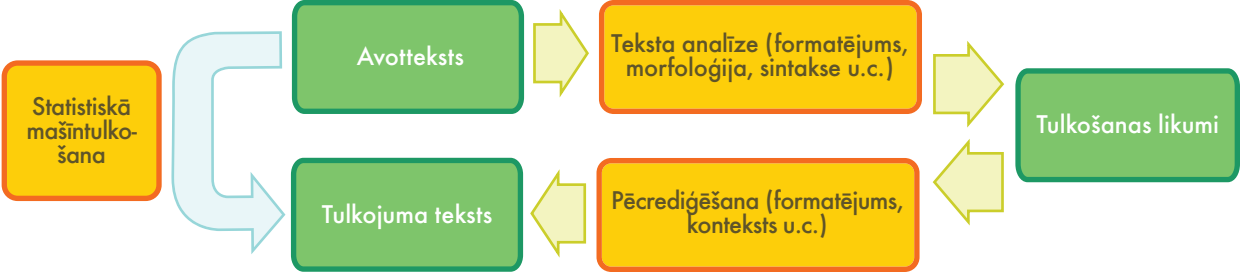 Statistiskā
mašīntulko-
šana
Avotteksts
Teksta analīze (formatējums,
morfoloģija, sintakse u.c.)
Tulkošanas likumi
Pēcrediģēšana (formatējums,
konteksts u.c.)
Tulkojuma teksts